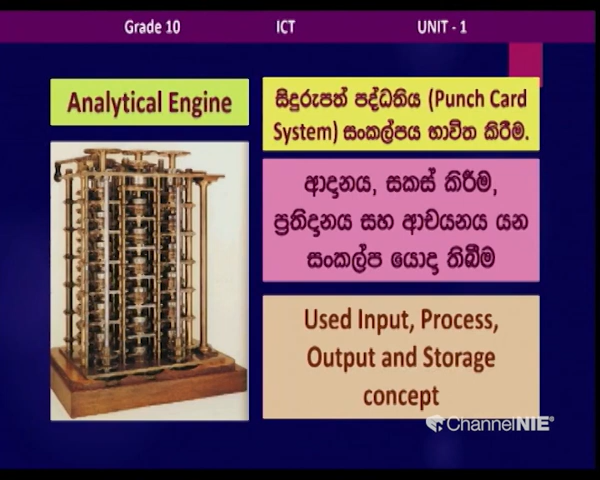 Grade 10 ICT UNIT - 1
Analytical Engine
සිදුරුපත් පද්ධතිය (Punch Card
System) සංකල්පය භාවිත කිරීම.
ආදානය, සකස් කිරීම,
ප්‍රතිදානය සහ ආචයනය යන
සංකල්ප යොදා තිබීම
Used Input, Process,
Output and Storage
concept
ChannelNIE®